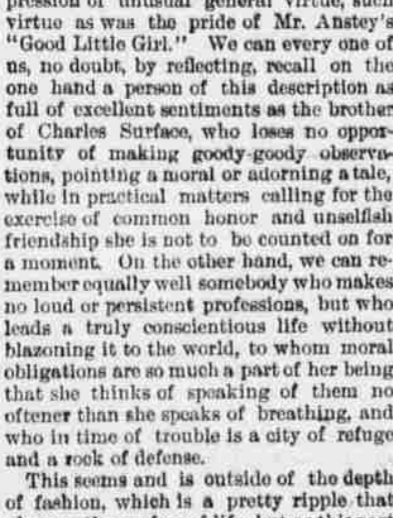 pression of unusual general virtue, such
virtue as was the pride of Mr. Anstey's
"Good Little Girl." We can every one of
us, no doubt, by reflecting, recall on the
one hand a person of this description as
full of excellent sentiments as the brother
of Charles Surface, who loses no oppor-
tunity of making goody-goody observa-
tions, pointing a moral or adorning a tale,
while in practical matters calling for the
exercise of common honor and unselfish
friendship she is not to be counted on for
a moment. On the other hand, we can re-
member equally well somebody who makes
no loud or persistent professions, but who
leads a truly conscientious life without
blazoning it to the world, to whom moral
obligations are so much a part of her being
that she thinks of speaking of them no
oftener than she speaks of breathing, and
who in time of trouble is a city of refuge
and a rock of defense.
This seems and is outside of the depth
of fashion, which is a pretty ripple that